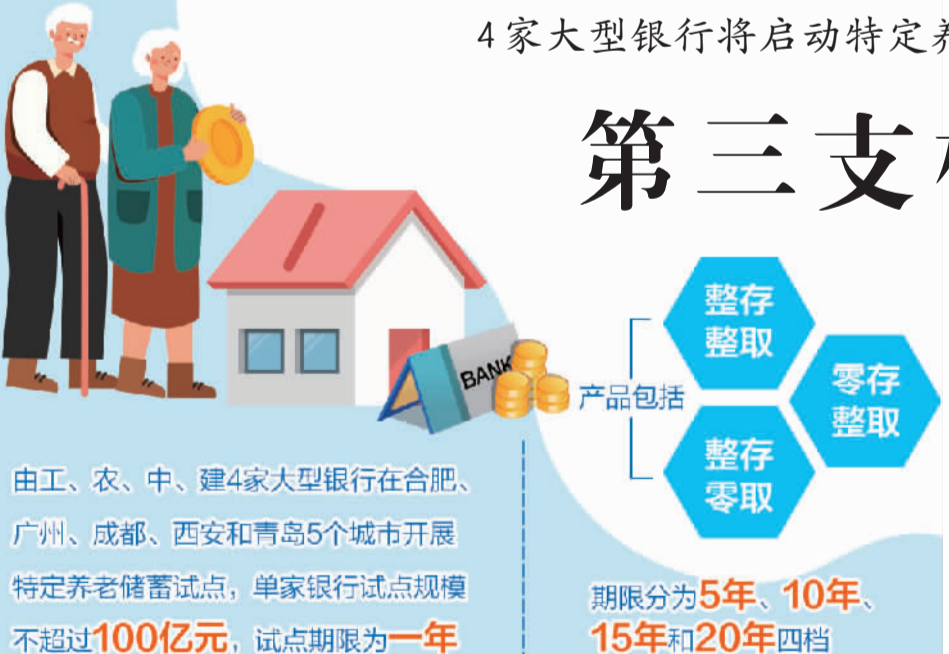 4家大型银行将启动特定养
第三支
BANK
产品包括
整存
整取
零存
整取
整存
零取
由工、农、中、建4家大型银行在合肥、
广州、成都、西安和青岛5个城市开展
特定养老储蓄试点，单家银行试点规模
不超过100亿元，试点期限为一年
期限分为5年、10年、
15年和20年四档